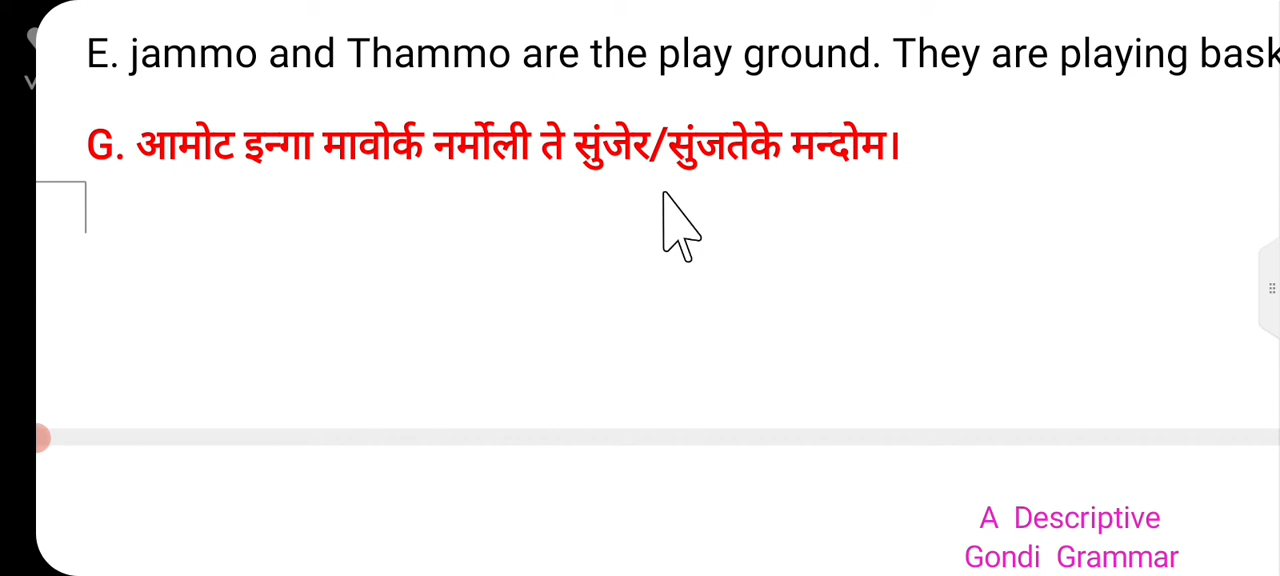 E. jammo and Thammo are the play ground. They are playing bask
G. आमोट इन्गा मावोर्क नर्मोली ते सुंजेर/सुंजतेके मन्दोम।
A Descriptive
Gondi Grammar